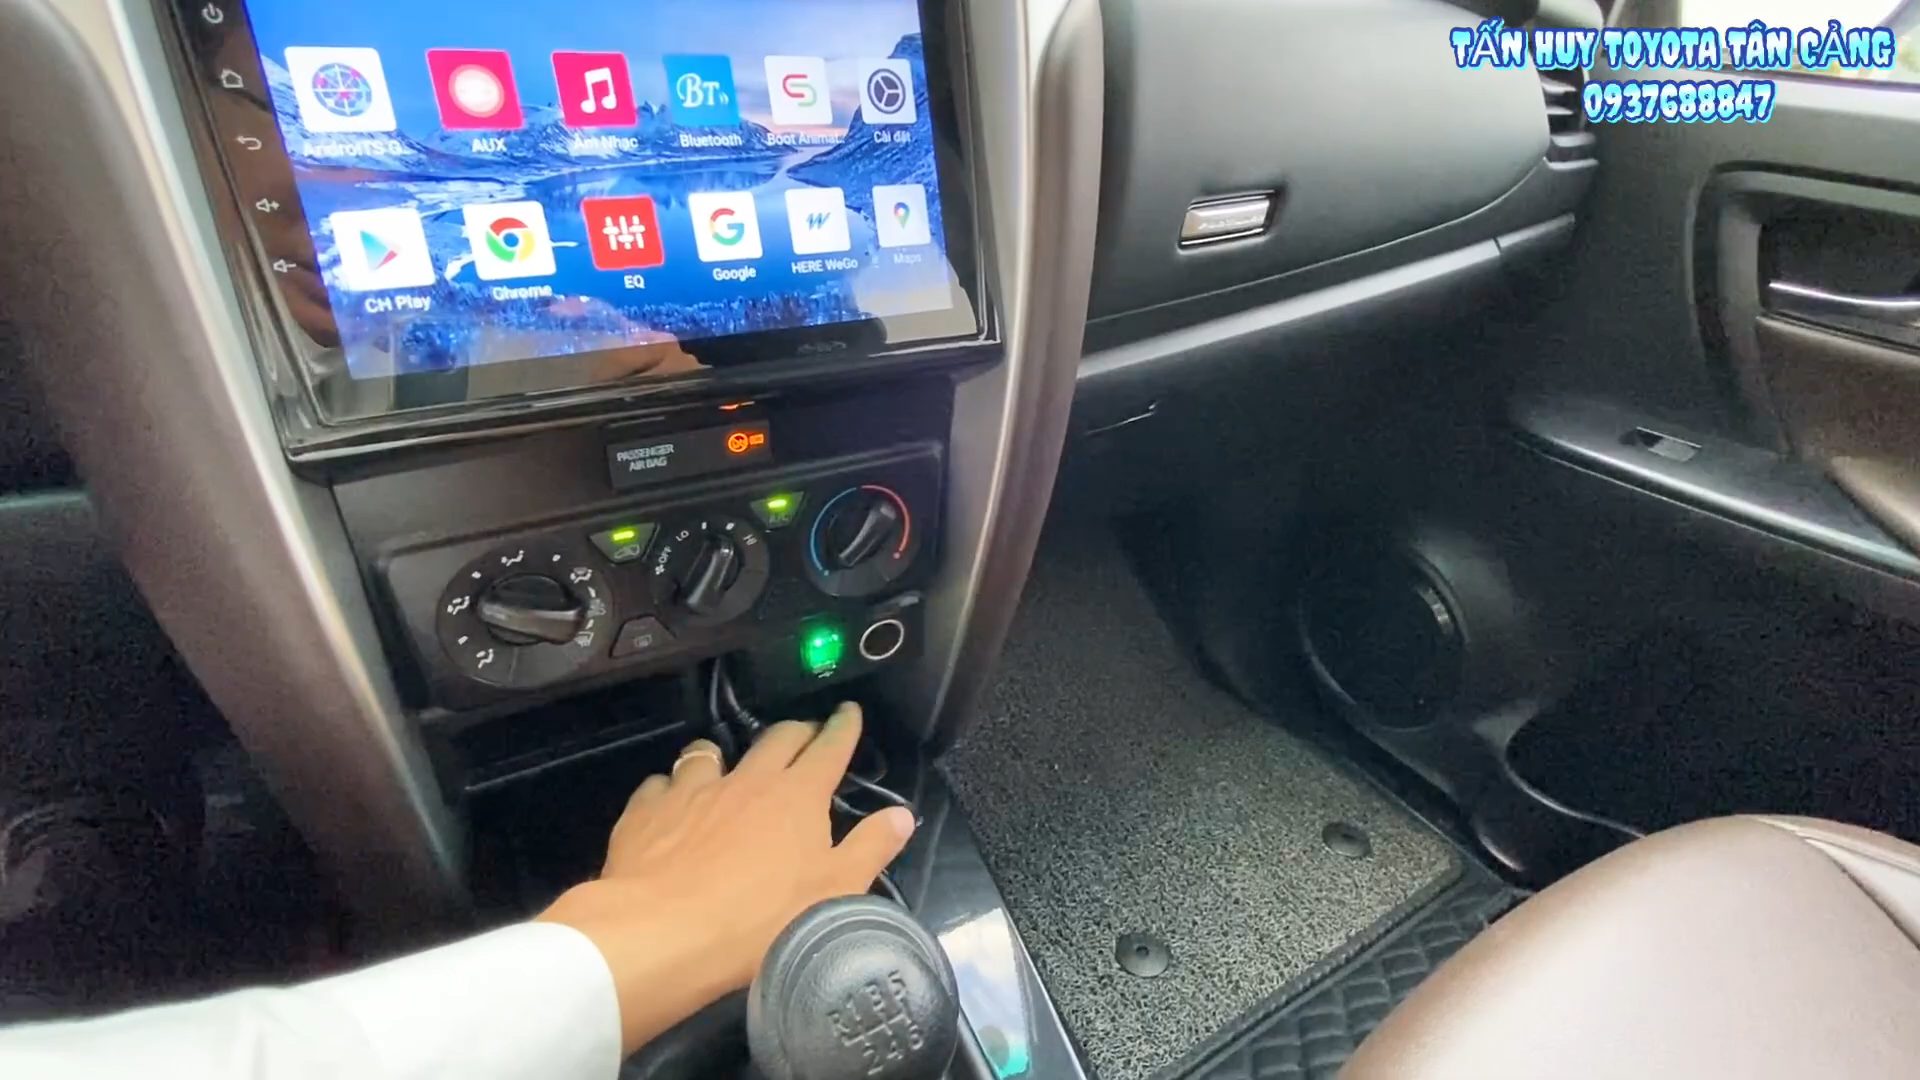 TẤN HUY TOYOTA TÂN CẢNG
0937688847
AndroiTS G..
AUX
Âm Nhạc
Bluetooth
Boot Animat..
Cài đặt
BT
CH Play
Chrome
EQ
Google
HERE WeGo
Maps
PASSENGER
AIR BAG
OFF
LO
HI
A/C
R 1 3 5
2 4 6